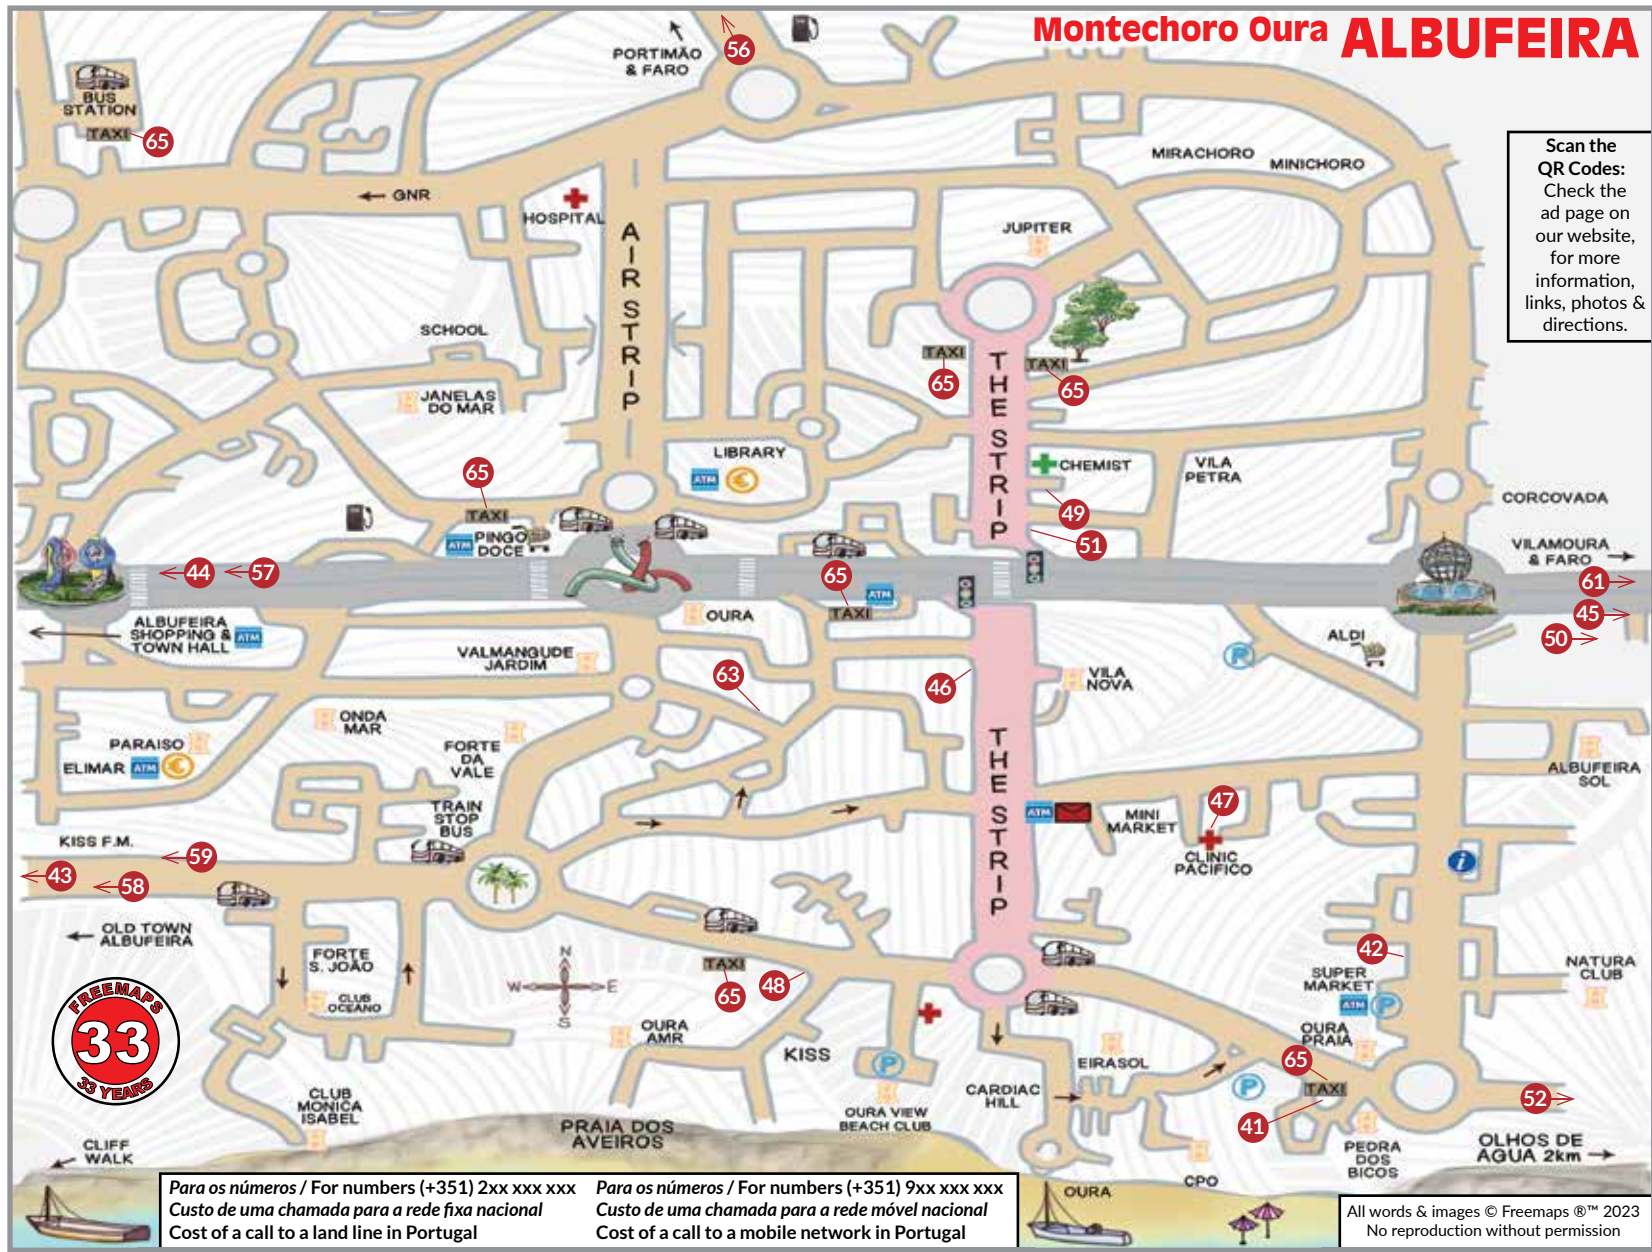 Montechoro Oura ALBUFEIRA
PORTIMÃO
& FARO
56
BUS
STATION
TAXI
65
Scan the
QR Codes:
Check the
ad page on
our website,
for more
information,
links, photos &
directions.
MIRACHORO
MINICHORO
GNR
HOSPITAL
AIR STRIP
JUPITER
SCHOOL
TAXI
65
THE STRIP
TAXI
65
JANELAS
DO MAR
LIBRARY
ATM
€
CHEMIST
VILA
PETRA
65
TAXI
49
CORCOVADA
ATM
PINGO
DOCE
51
VILAMOURA
& FARO
44
57
65
TAXI
ATM
61
45
50
ALBUFEIRA
SHOPPING &
TOWN HALL
ATM
H OURA
ALDI
P
VALMANGUDE
JARDIM H
63
46
H VILA
NOVA
H ONDA
MAR
PARAISO H
ELIMAR ATM €
FORTE
DA
VALE
H
THE STRIP
H
ALBUFEIRA
SOL
TRAIN
STOP
BUS
ATM
MINI
MARKET
47
CLINIC
PACIFICO
KISS F.M.
59
43
58
i
OLD TOWN
ALBUFEIRA
FORTE
S. JOÃO
H CLUB
OCEANO
N
W E
S
TAXI
65
48
42
SUPER
MARKET
ATM P
NATURA
CLUB
H
FREEMAPS
33
33 YEARS
H OURA
AMR
KISS
P
H
OURA VIEW
BEACH CLUB
CARDIAC
HILL
H
EIRASOL
OURA
PRAIA H
65
TAXI
P
41
52
CLUB
MONICA
ISABEL
H
PRAIA DOS
AVEIROS
H
CPO
H
PEDRA
DOS
BICOS
OLHOS DE
AGUA 2km
CLIFF
WALK
OURA
Para os números / For numbers (+351) 2xx xxx xxx
Custo de uma chamada para a rede fixa nacional
Cost of a call to a land line in Portugal
Para os números / For numbers (+351) 9xx xxx xxx
Custo de uma chamada para a rede móvel nacional
Cost of a call to a mobile network in Portugal
All words & images © Freemaps ®™ 2023
No reproduction without permission